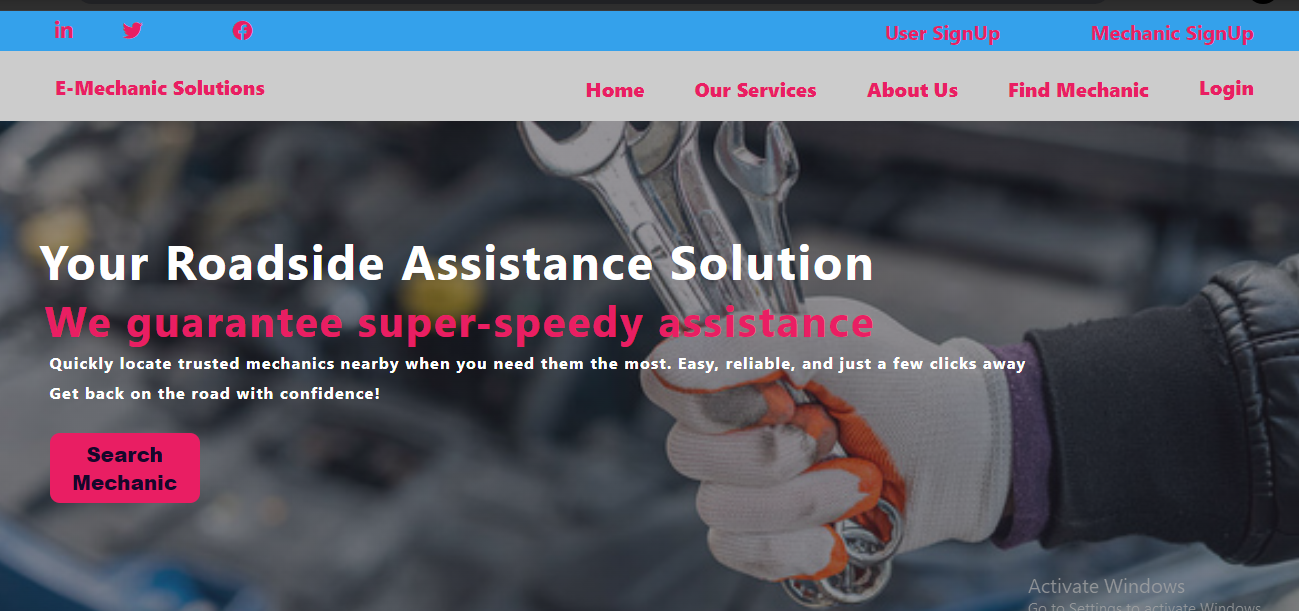 in
User SignUp
Mechanic SignUp
E-Mechanic Solutions
Home
Our Services
About Us
Find Mechanic
Login
Your Roadside Assistance Solution
We guarantee super-speedy assistance
Quickly locate trusted mechanics nearby when you need them the most. Easy, reliable, and just a few clicks away
Get back on the road with confidence!
Search
Mechanic
Activate Windows
Go to Settings to activate Windows.